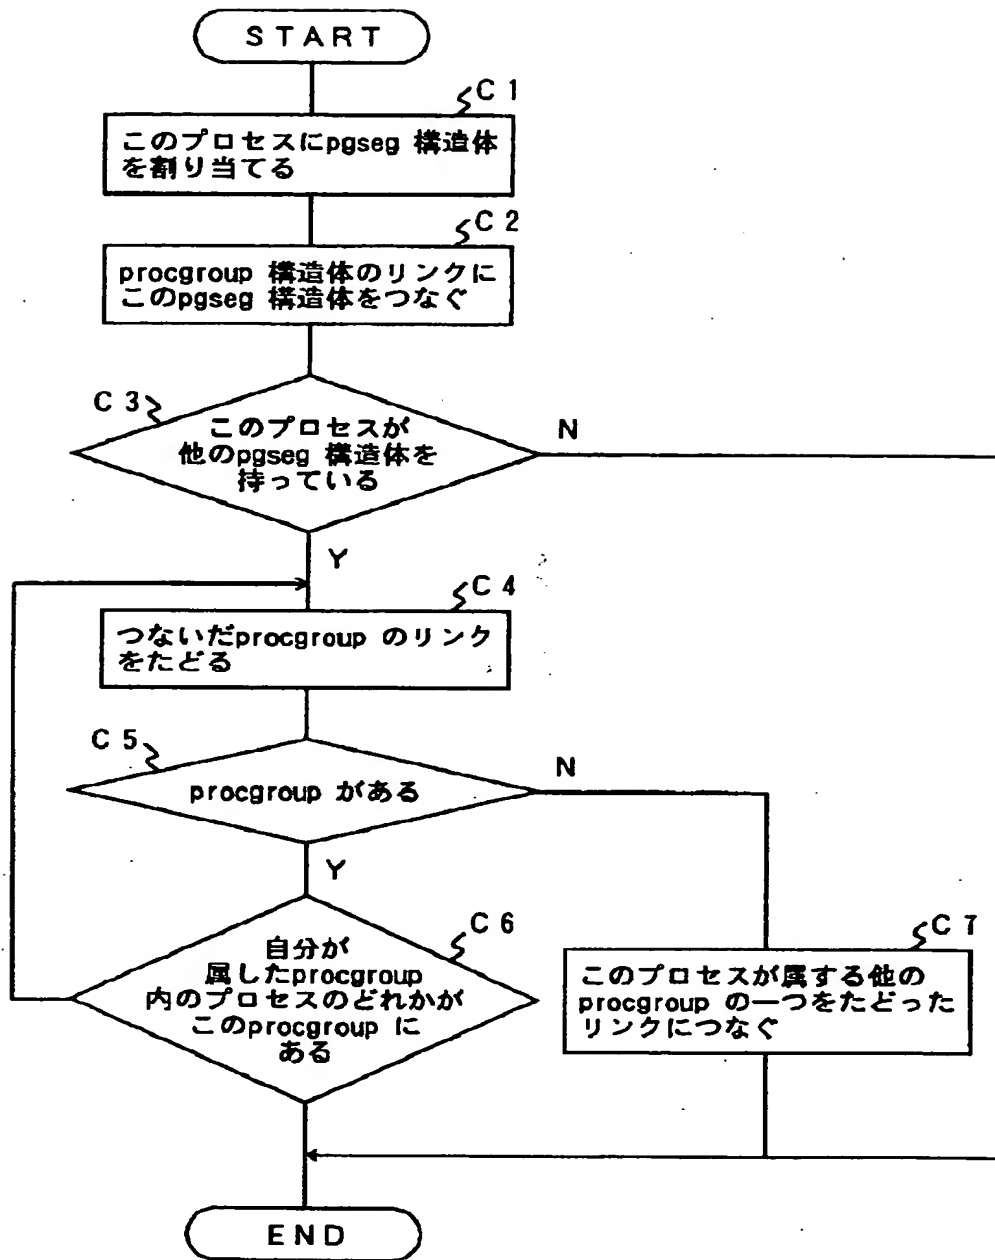 START
C1
このプロセスにpgseg 構造体
を割り当てる
C2
procgroup 構造体のリンクに
このpgseg 構造体をつなぐ
C3
このプロセスが
他のpgseg 構造体を
持っている
N
Y
C4
つないだprocgroup のリンク
をたどる
C5
procgroup がある
N
Y
C6
自分が
属したprocgroup
内のプロセスのどれかが
このprocgroup に
ある
C7
このプロセスが属する他の
procgroup の一つをたどった
リンクにつなぐ
END